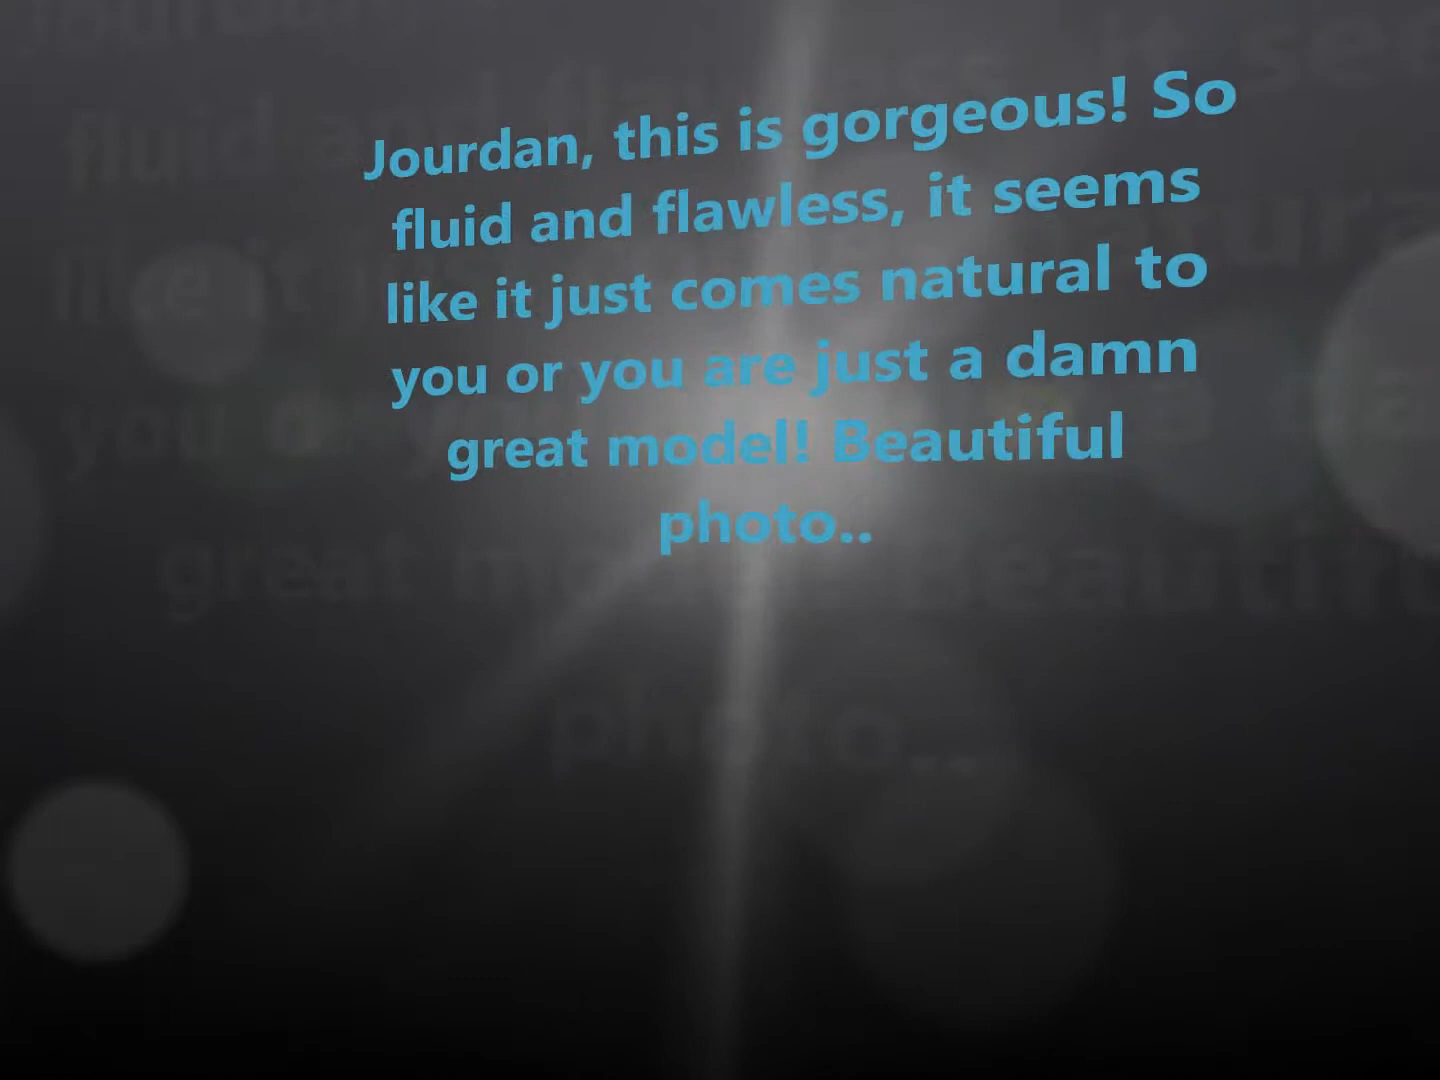 Jourdan, this is gorgeous! So
fluid and flawless, it seems
like it just comes natural to
you or you are just a damn
great model! Beautiful
photo..